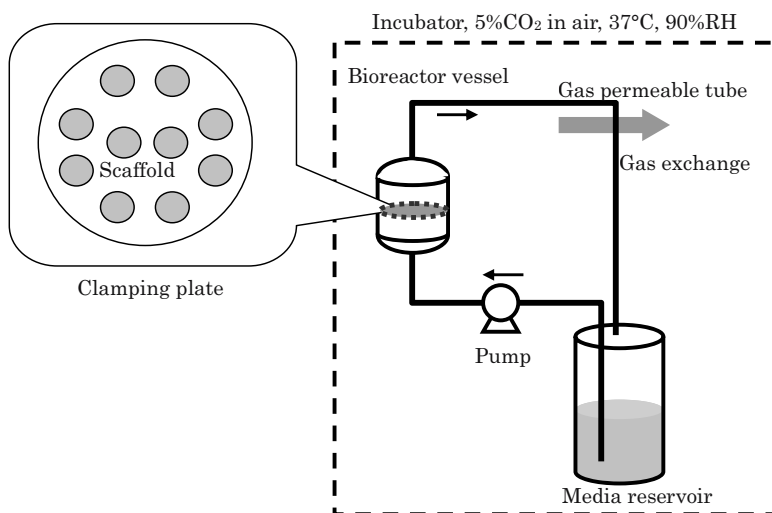 Incubator, 5%CO₂ in air, 37°C, 90%RH
Bioreactor vessel
Gas permeable tube
Gas exchange
Scaffold
Clamping plate
Pump
Media reservoir